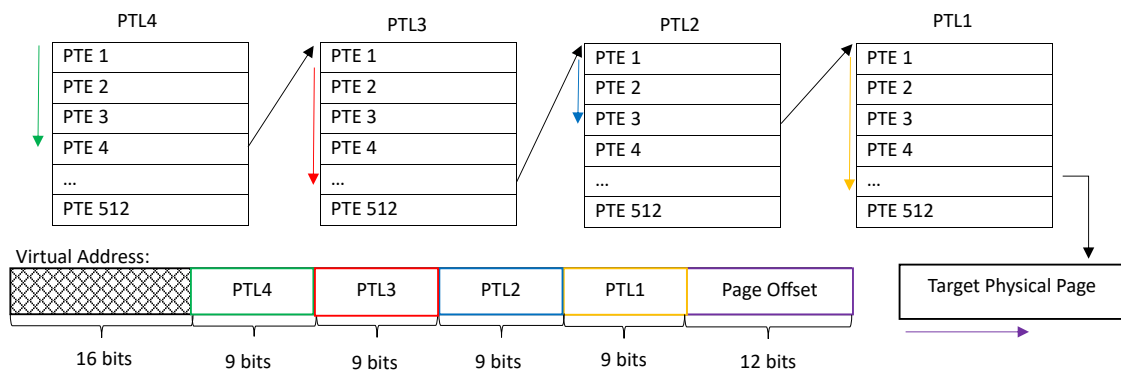 PTL4
PTE 1
PTE 2
PTE 3
PTE 4
...
PTE 512
PTL3
PTE 1
PTE 2
PTE 3
PTE 4
...
PTE 512
PTL2
PTE 1
PTE 2
PTE 3
PTE 4
...
PTE 512
PTL1
PTE 1
PTE 2
PTE 3
PTE 4
...
PTE 512
Virtual Address:
PTL4 PTL3 PTL2 PTL1 Page Offset
16 bits 9 bits 9 bits 9 bits 9 bits 12 bits
Target Physical Page